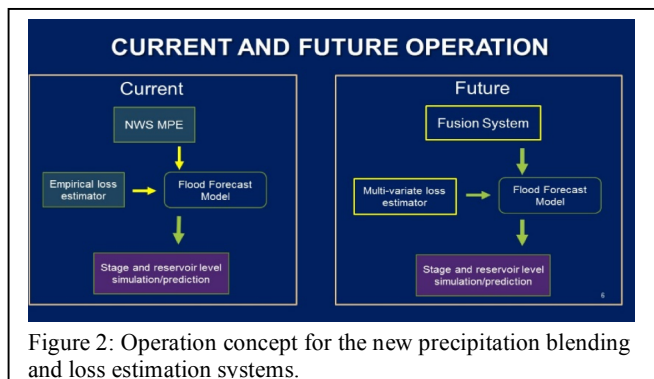 CURRENT AND FUTURE OPERATION
Current
NWS MPE
Empirical loss
estimator
Flood Forecast
Model
Stage and reservoir level
simulation/prediction
Future
Fusion System
Multi-variate loss
estimator
Flood Forecast
Model
Stage and reservoir level
simulation/prediction
6
Figure 2: Operation concept for the new precipitation blending
and loss estimation systems.